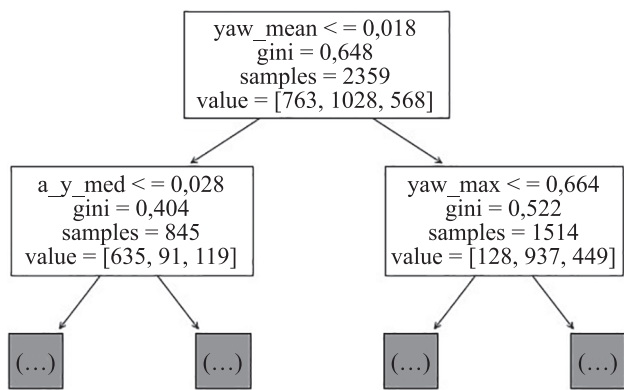 yaw_mean < = 0,018
gini = 0,648
samples = 2359
value = [763, 1028, 568]
a_y_med < = 0,028
gini = 0,404
samples = 845
value = [635, 91, 119]
yaw_max < = 0,664
gini = 0,522
samples = 1514
value = [128, 937, 449]
(...)
(...)
(...)
(...)